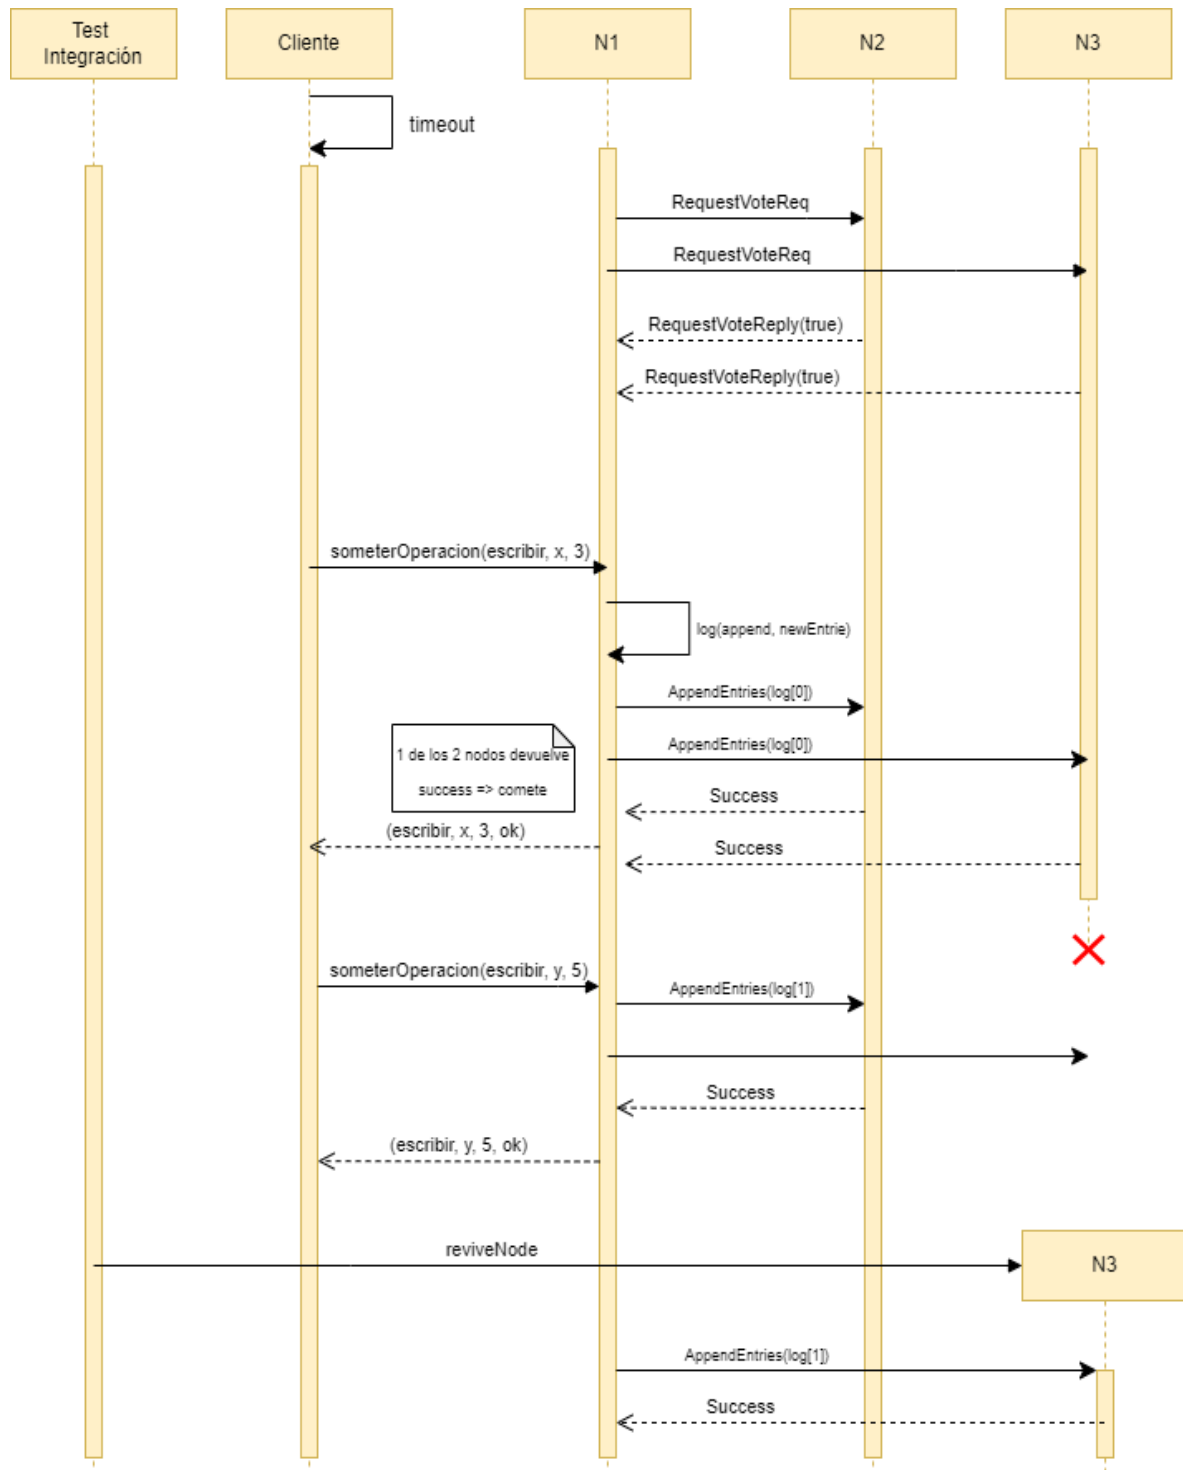 Test
Integración
Cliente
N1
N2
N3
timeout
RequestVoteReq
RequestVoteReq
RequestVoteReply(true)
RequestVoteReply(true)
someterOperacion(escribir, x, 3)
log(append, newEntrie)
AppendEntries(log[0])
AppendEntries(log[0])
1 de los 2 nodos devuelve
success => comete
Success
(escribir, x, 3, ok)
Success
someterOperacion(escribir, y, 5)
AppendEntries(log[1])
Success
(escribir, y, 5, ok)
reviveNode
N3
AppendEntries(log[1])
Success